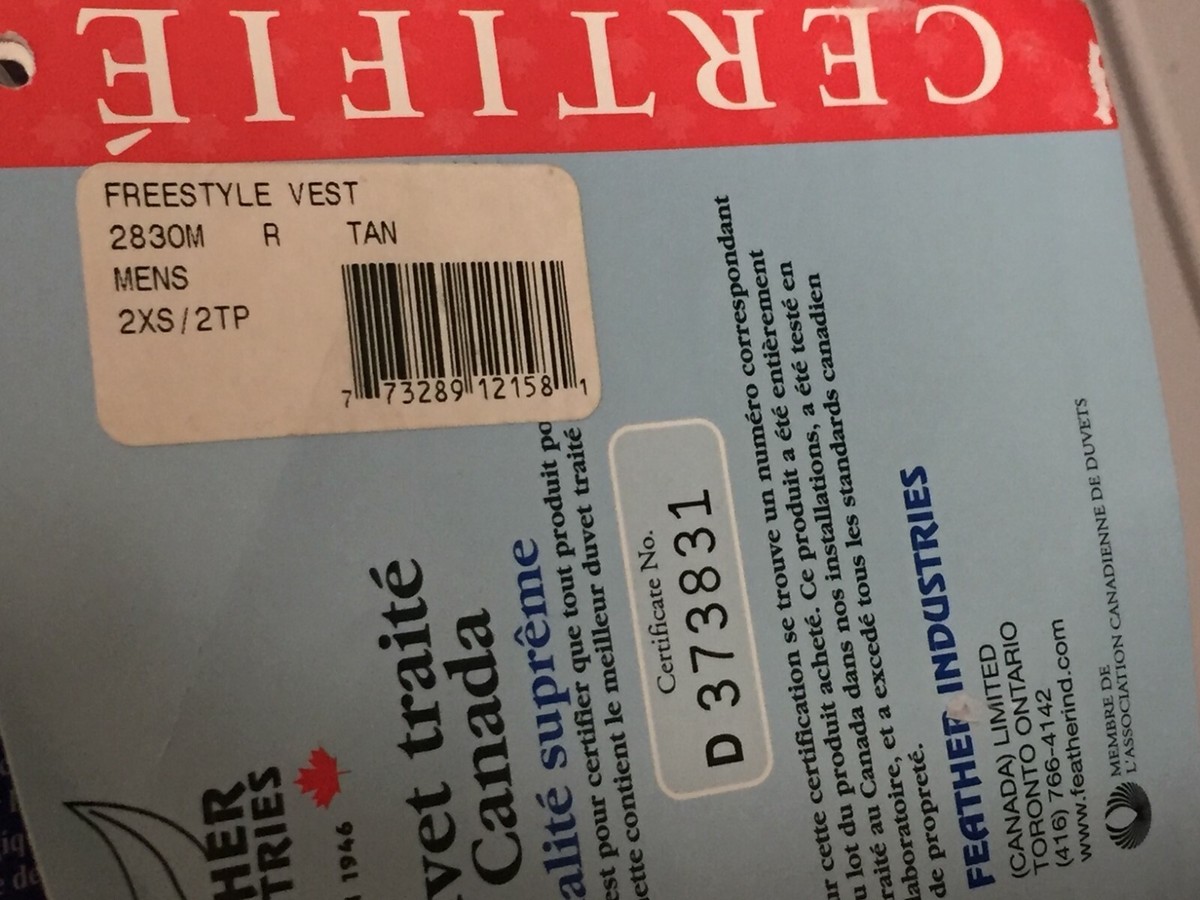 CERTIFIÉ
FREESTYLE VEST
2830M R TAN
MENS
2XS/2TP
7 73289 12158 1
HER
TRIES
1946
vet traité
Canada
alité suprême
est pour certifier que tout produit po
contient le meilleur duvet traité
Certificate No.
D 373831
ur cette certification se trouve un numéro correspondant
u lot du produit acheté. Ce produit a été entièrement
raité au Canada dans nos installations, a été testé en
laboratoire, et a excedé tous les standards canadien
de propreté.
FEATHER INDUSTRIES
(CANADA) LIMITED
TORONTO ONTARIO
(416) 766-4142
www.featherind.com
MEMBRE DE
L'ASSOCIATION CANADIENNE DE DUVETS